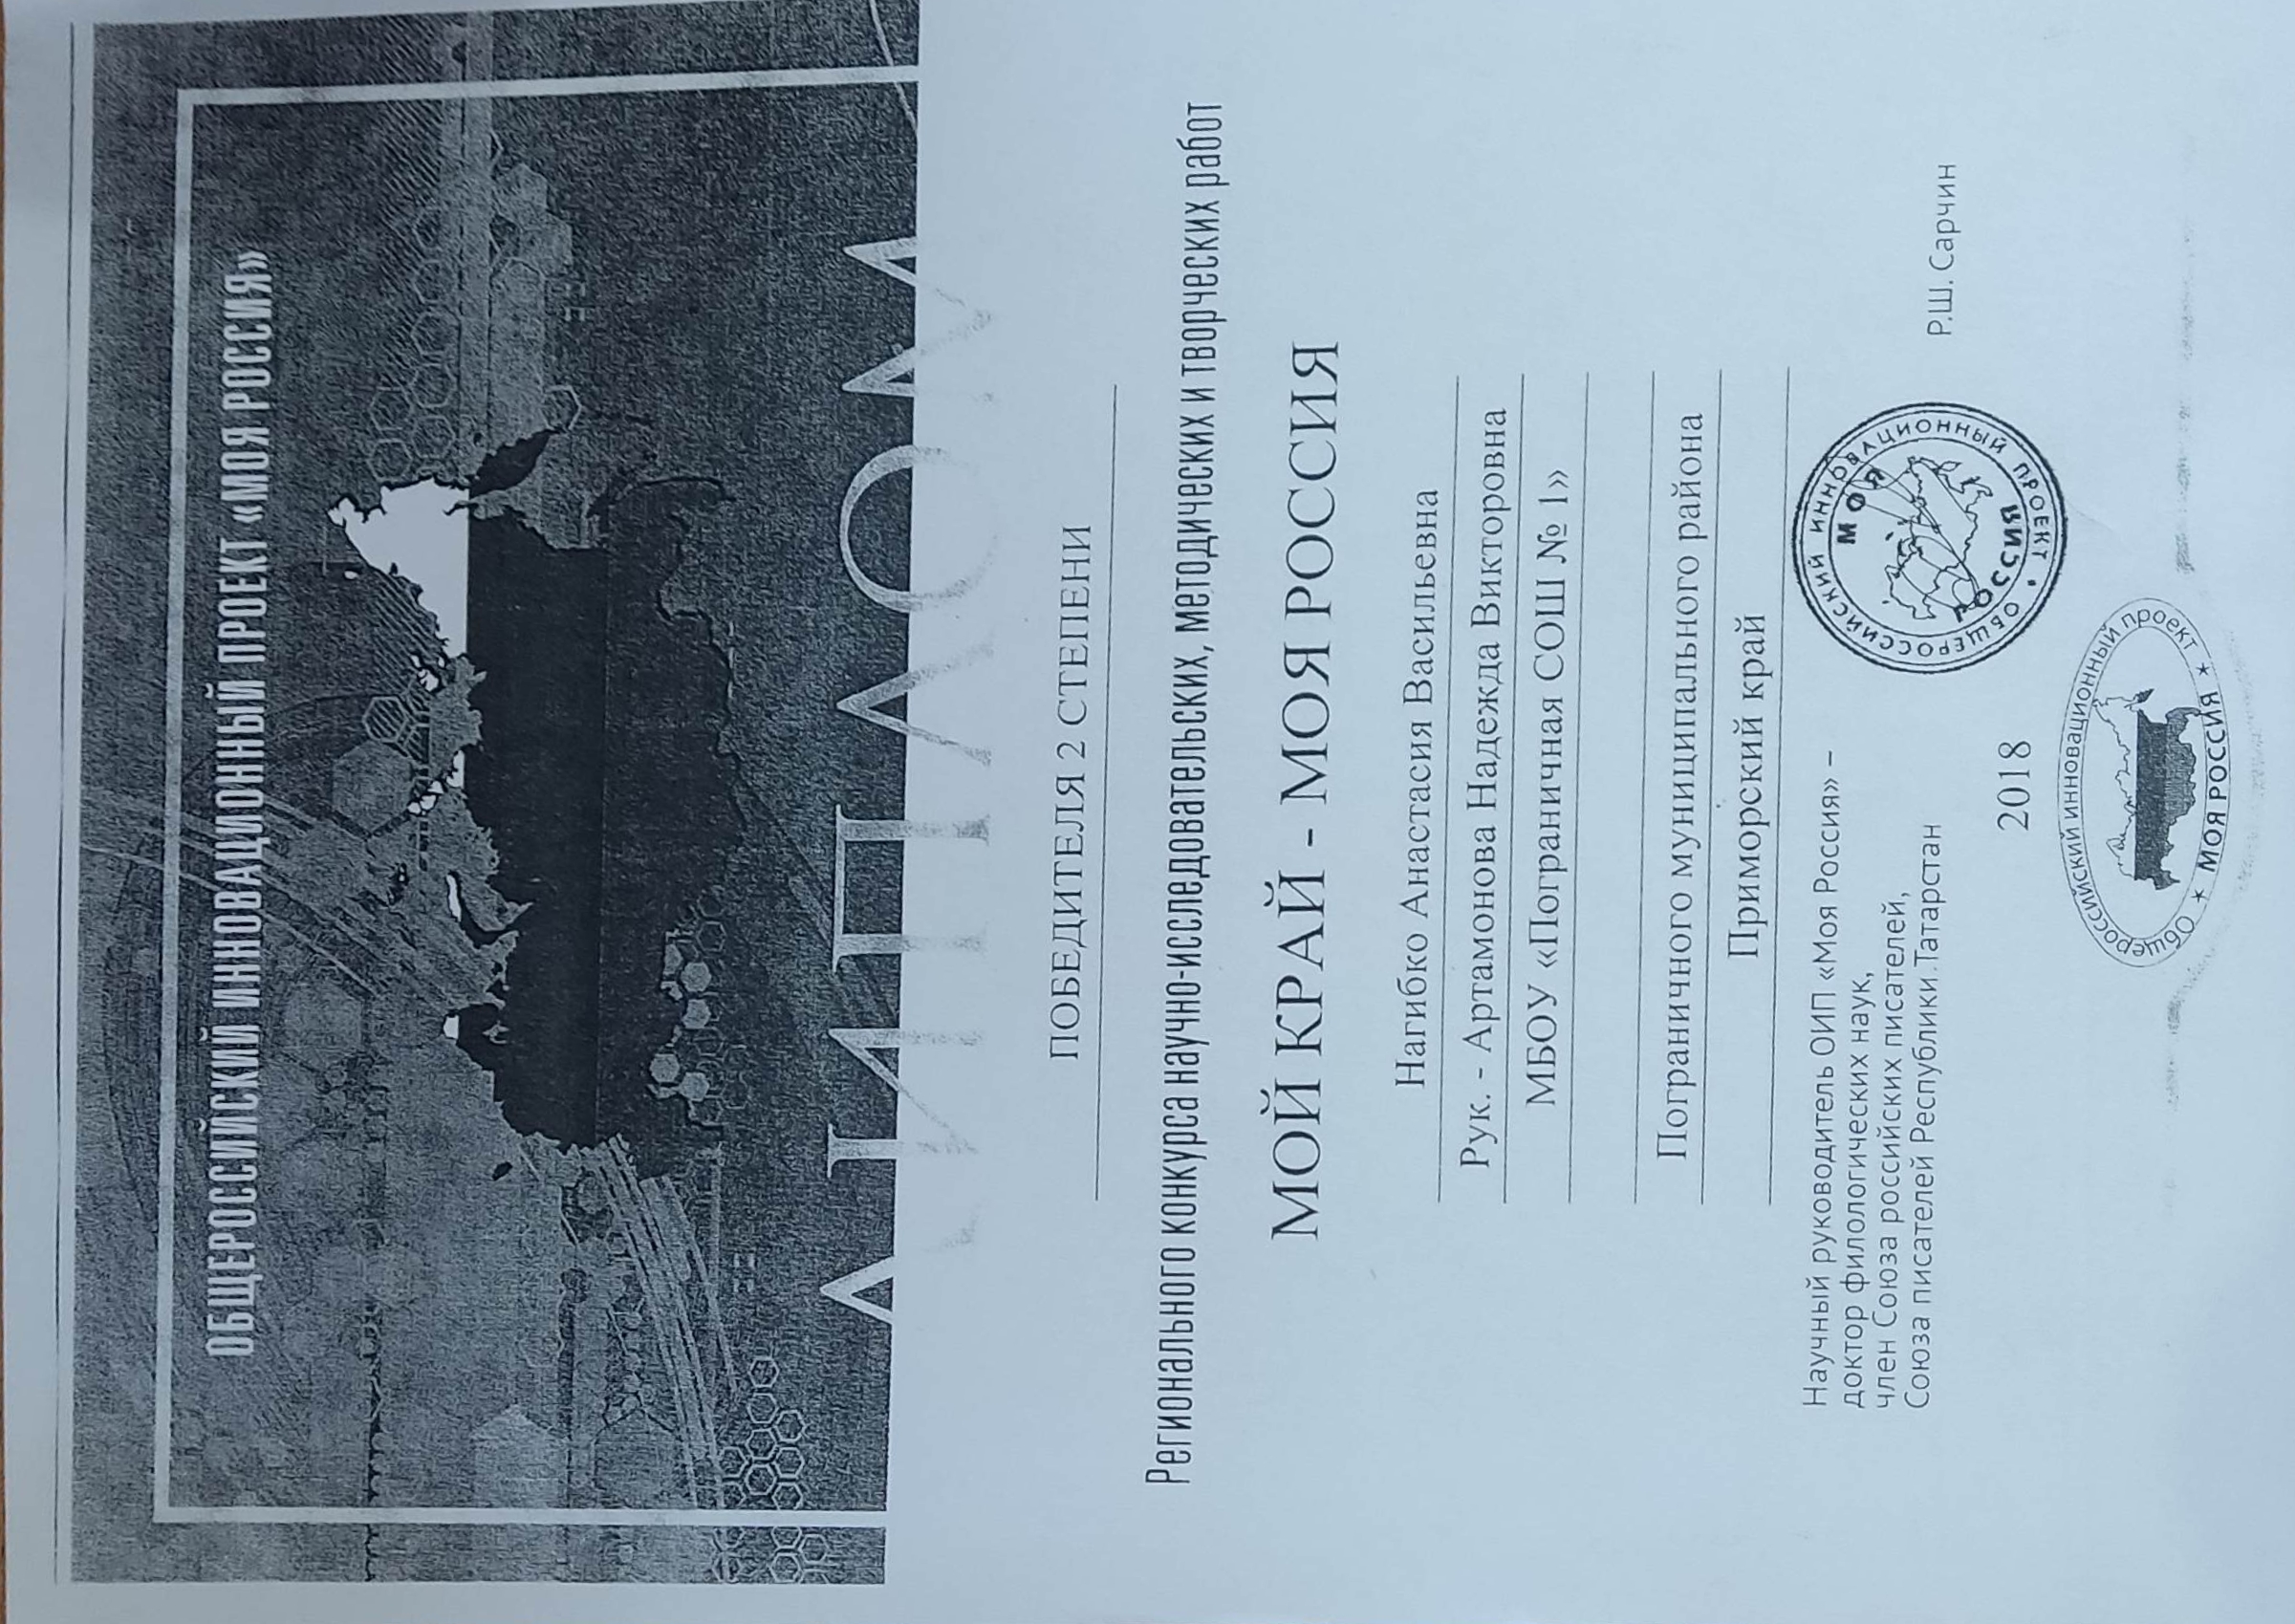 ОБЩЕРОССИЙСКИЙ ИННОВАЦИОННЫЙ ПРОЕКТ «МОЯ РОССИЯ»
ДИПЛОМ
ПОБЕДИТЕЛЯ 2 СТЕПЕНИ
Регионального конкурса научно-исследовательских, методических и творческих работ
МОЙ КРАЙ - МОЯ РОССИЯ
Нагибко Анастасия Васильевна
Рук. - Артамонова Надежда Викторовна
МБОУ «Пограничная СОШ № 1»
Пограничного муниципального района
Приморский край
Научный руководитель ОИП «Моя Россия» –
доктор филологических наук,
член Союза российских писателей,
Союза писателей Республики Татарстан
ОБЩЕРОССИЙСКИЙ ИННОВАЦИОННЫЙ ПРОЕКТ
МОЯ
РОССИЯ
Р.Ш. Сарчин
2018
Общероссийский инновационный проект
МОЯ РОССИЯ